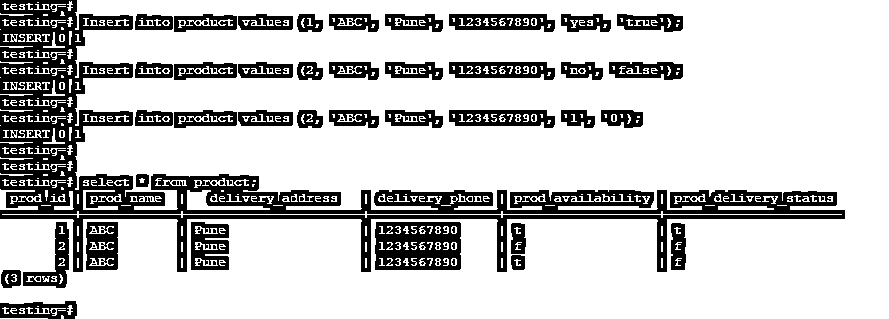 testing=#
testing=# Insert into product values (1, 'ABC', 'Pune', '1234567890', 'yes', 'true');
INSERT 0 1
testing=#
testing=# Insert into product values (2, 'ABC', 'Pune', '1234567890', 'no', 'false');
INSERT 0 1
testing=#
testing=# Insert into product values (2, 'ABC', 'Pune', '1234567890', '1', '0');
INSERT 0 1
testing=#
testing=#
testing=# select * from product;
prod_id | prod_name | delivery_address | delivery_phone | prod_availability | prod_delivery_status
1 | ABC | Pune | 1234567890 | t | t
2 | ABC | Pune | 1234567890 | f | f
2 | ABC | Pune | 1234567890 | t | f
(3 rows)
testing=#